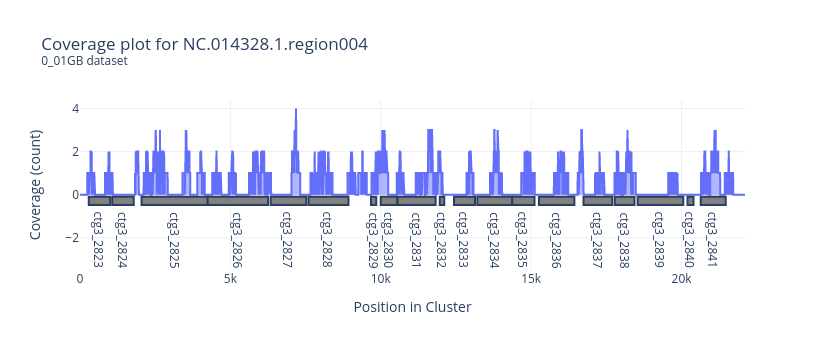 Coverage plot for NC.014328.1.region004
0_01GB dataset
Coverage (count)
4
2
0
−2
ctg3_2823
ctg3_2824
ctg3_2825
ctg3_2826
ctg3_2827
ctg3_2828
ctg3_2829
ctg3_2830
ctg3_2831
ctg3_2832
ctg3_2833
ctg3_2834
ctg3_2835
ctg3_2836
ctg3_2837
ctg3_2838
ctg3_2839
ctg3_2840
ctg3_2841
0
5k
10k
15k
20k
Position in Cluster